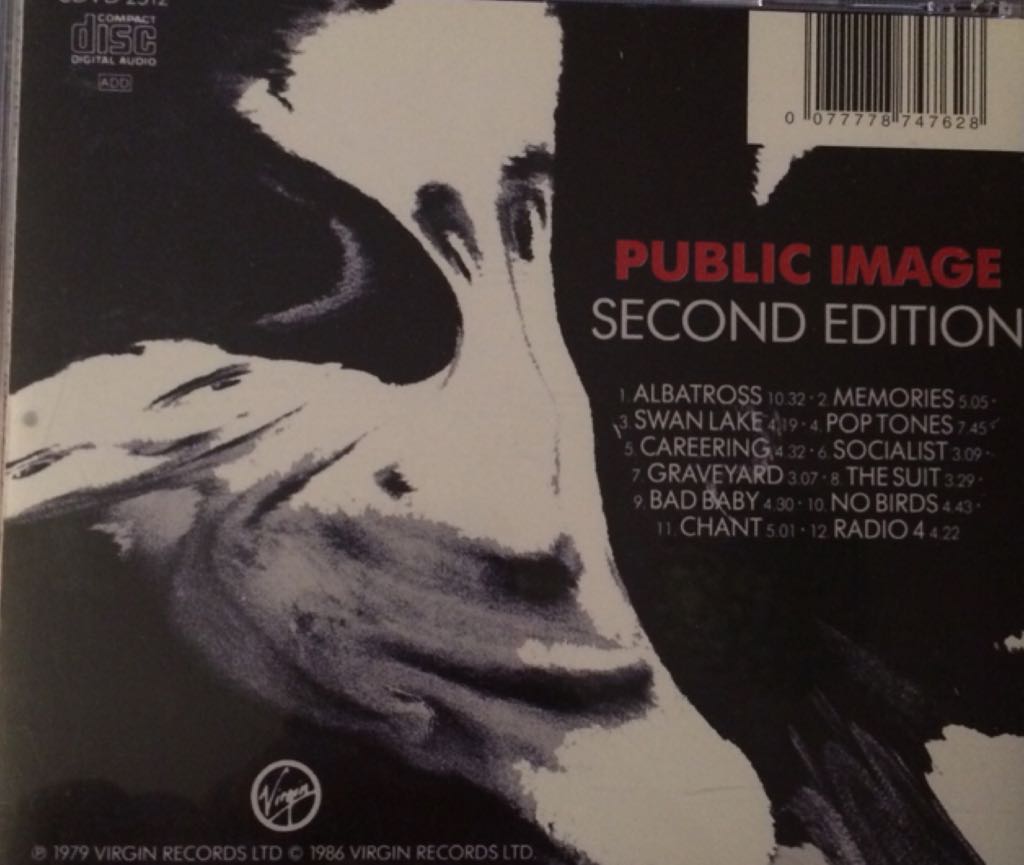 CDVD 2512
COMPACT
disc
DIGITAL AUDIO
ADD
0 077778 747628
PUBLIC IMAGE
SECOND EDITION
1. ALBATROSS 10.32 · 2. MEMORIES 5.05 ·
3. SWAN LAKE 4.19 · 4. POP TONES 7.45 ·
5. CAREERING 4.32 · 6. SOCIALIST 3.09 ·
7. GRAVEYARD 3.07 · 8. THE SUIT 3.29 ·
9. BAD BABY 4.30 · 10. NO BIRDS 4.43 ·
11. CHANT 5.01 · 12. RADIO 4 4.22
Virgin
℗ 1979 VIRGIN RECORDS LTD © 1986 VIRGIN RECORDS LTD.